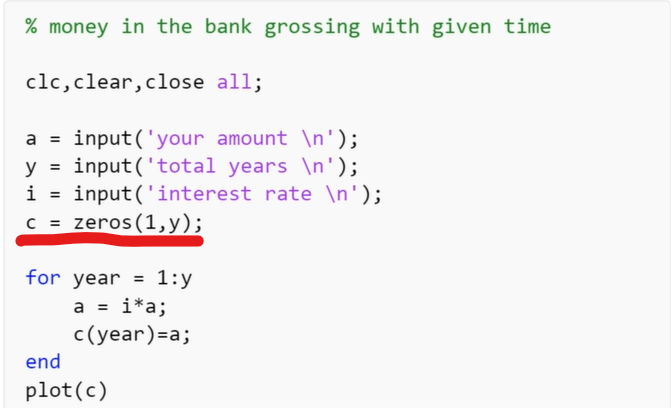 % money in the bank grossing with given time
clc,clear,close all;
a = input('your amount \n');
y = input('total years \n');
i = input('interest rate \n');
c = zeros(1,y);
for year = 1:y
    a = i*a;
    c(year)=a;
end
plot(c)